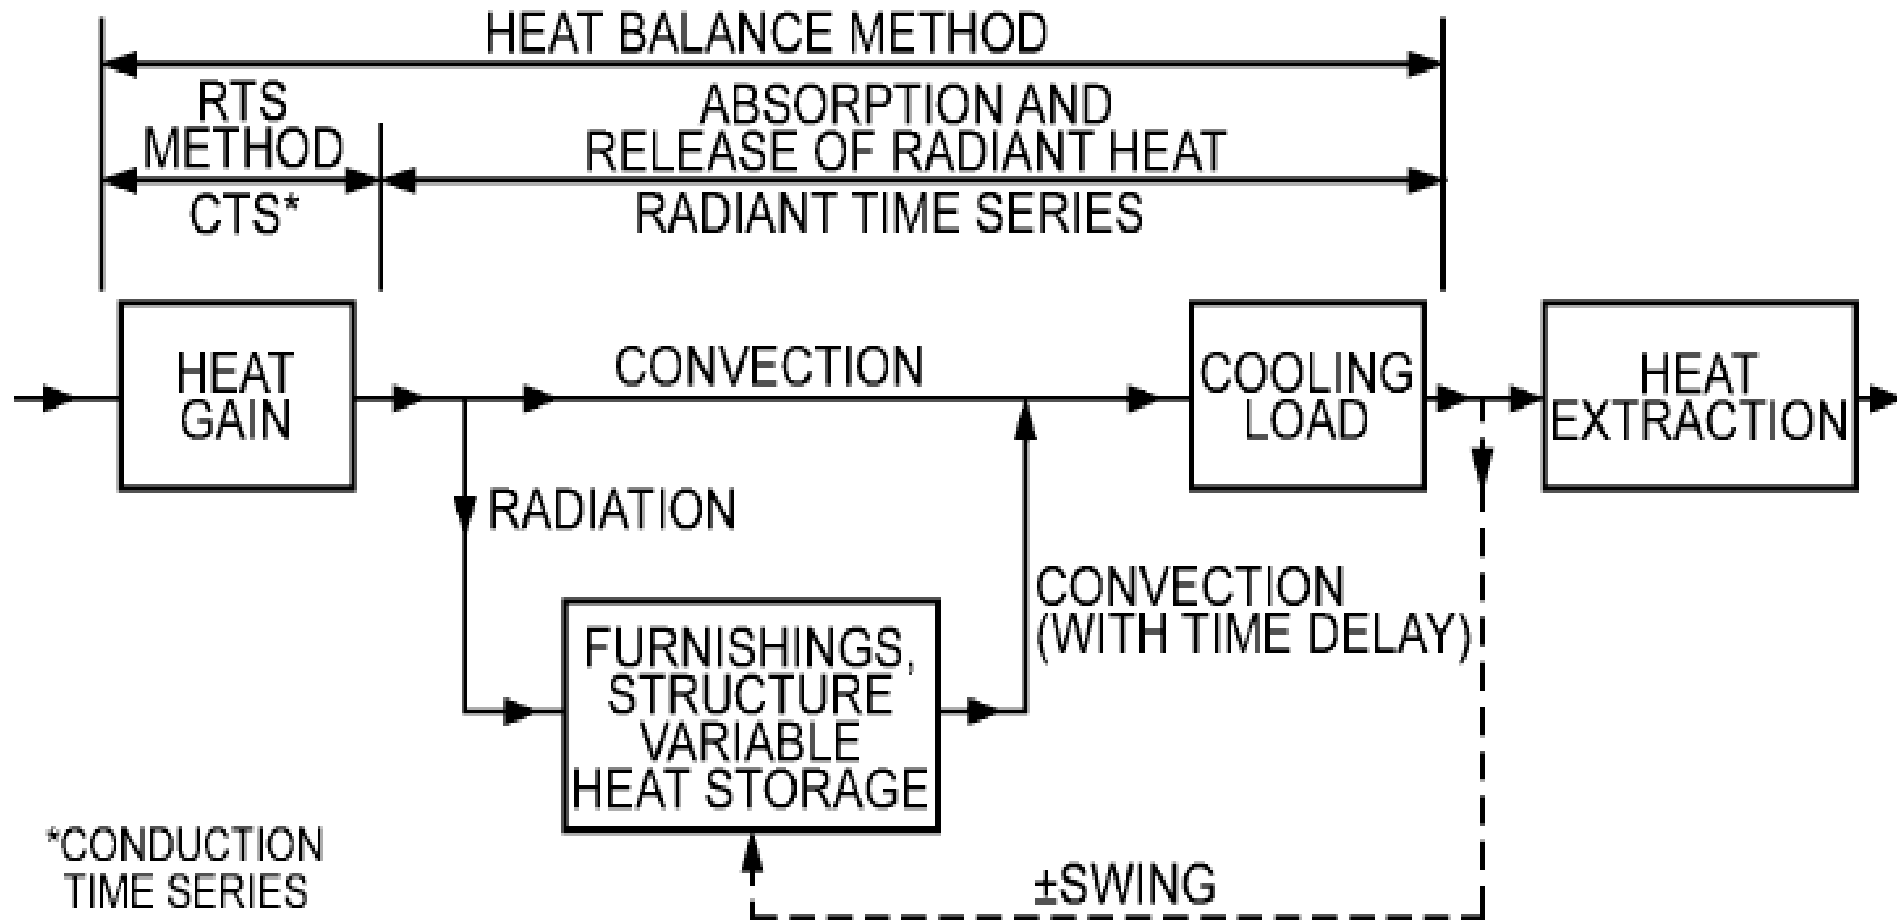 HEAT BALANCE METHOD
RTS
METHOD
CTS*
ABSORPTION AND
RELEASE OF RADIANT HEAT
RADIANT TIME SERIES
HEAT
GAIN
CONVECTION
COOLING
LOAD
HEAT
EXTRACTION
RADIATION
CONVECTION
(WITH TIME DELAY)
FURNISHINGS,
STRUCTURE
VARIABLE
HEAT STORAGE
*CONDUCTION
TIME SERIES
±SWING